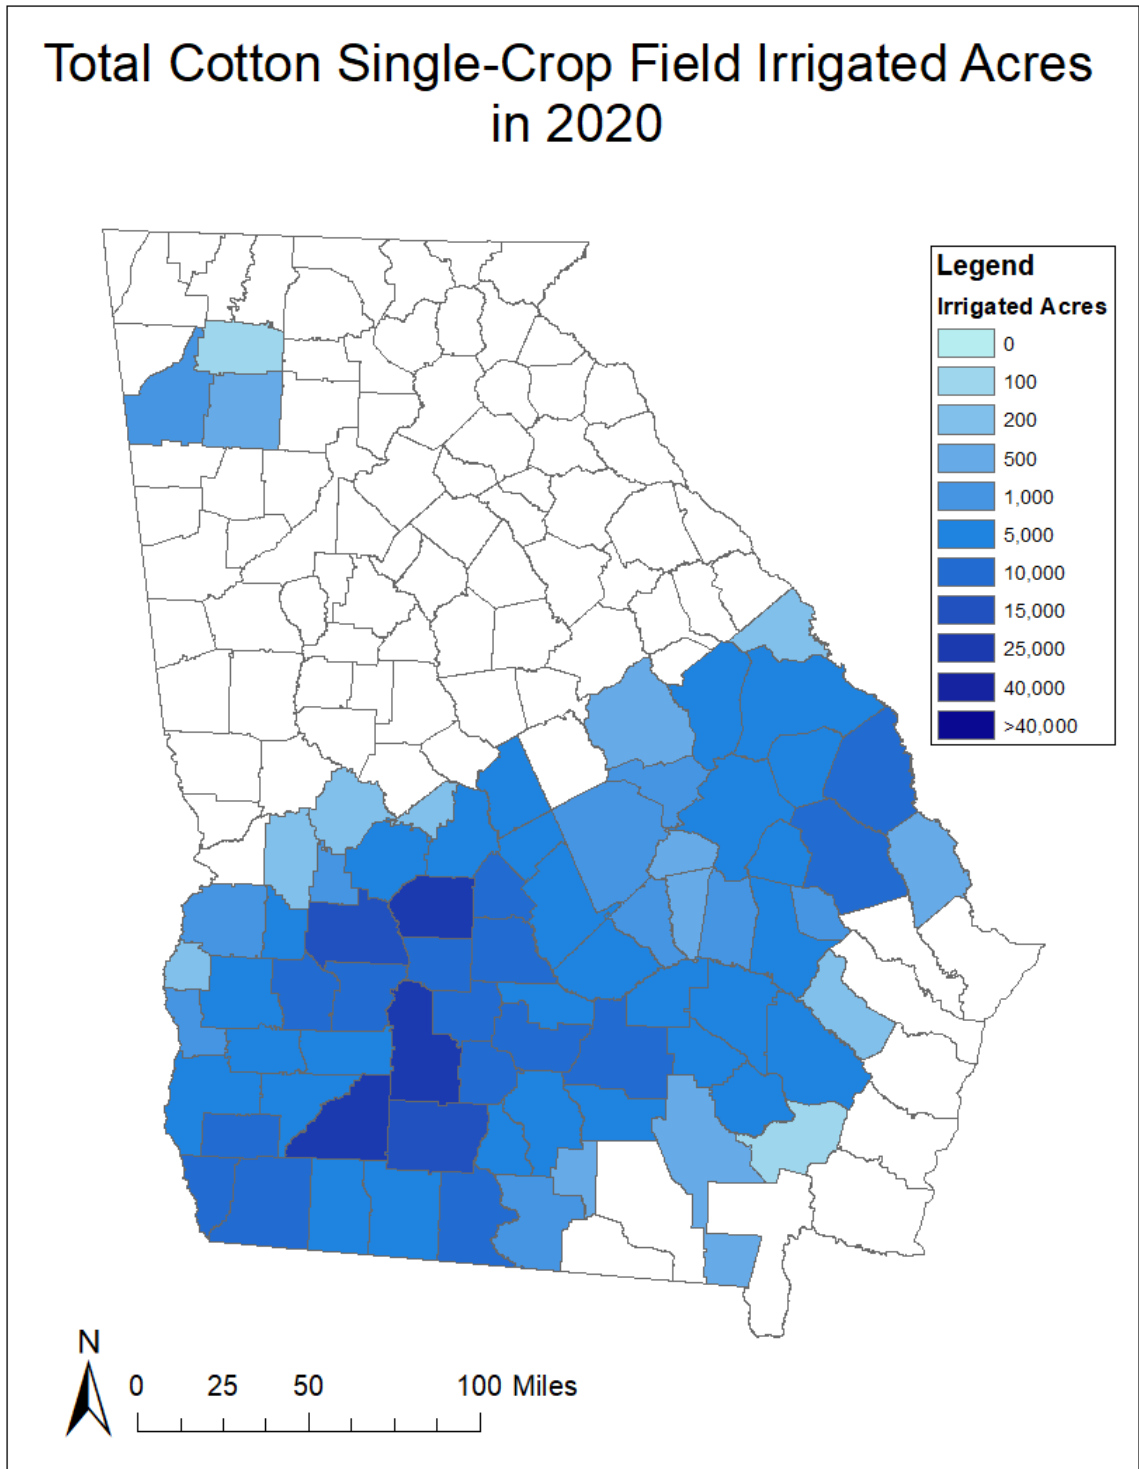 Total Cotton Single-Crop Field Irrigated Acres
in 2020
Legend
Irrigated Acres
0
100
200
500
1,000
5,000
10,000
15,000
25,000
40,000
>40,000
N
0 25 50 100 Miles